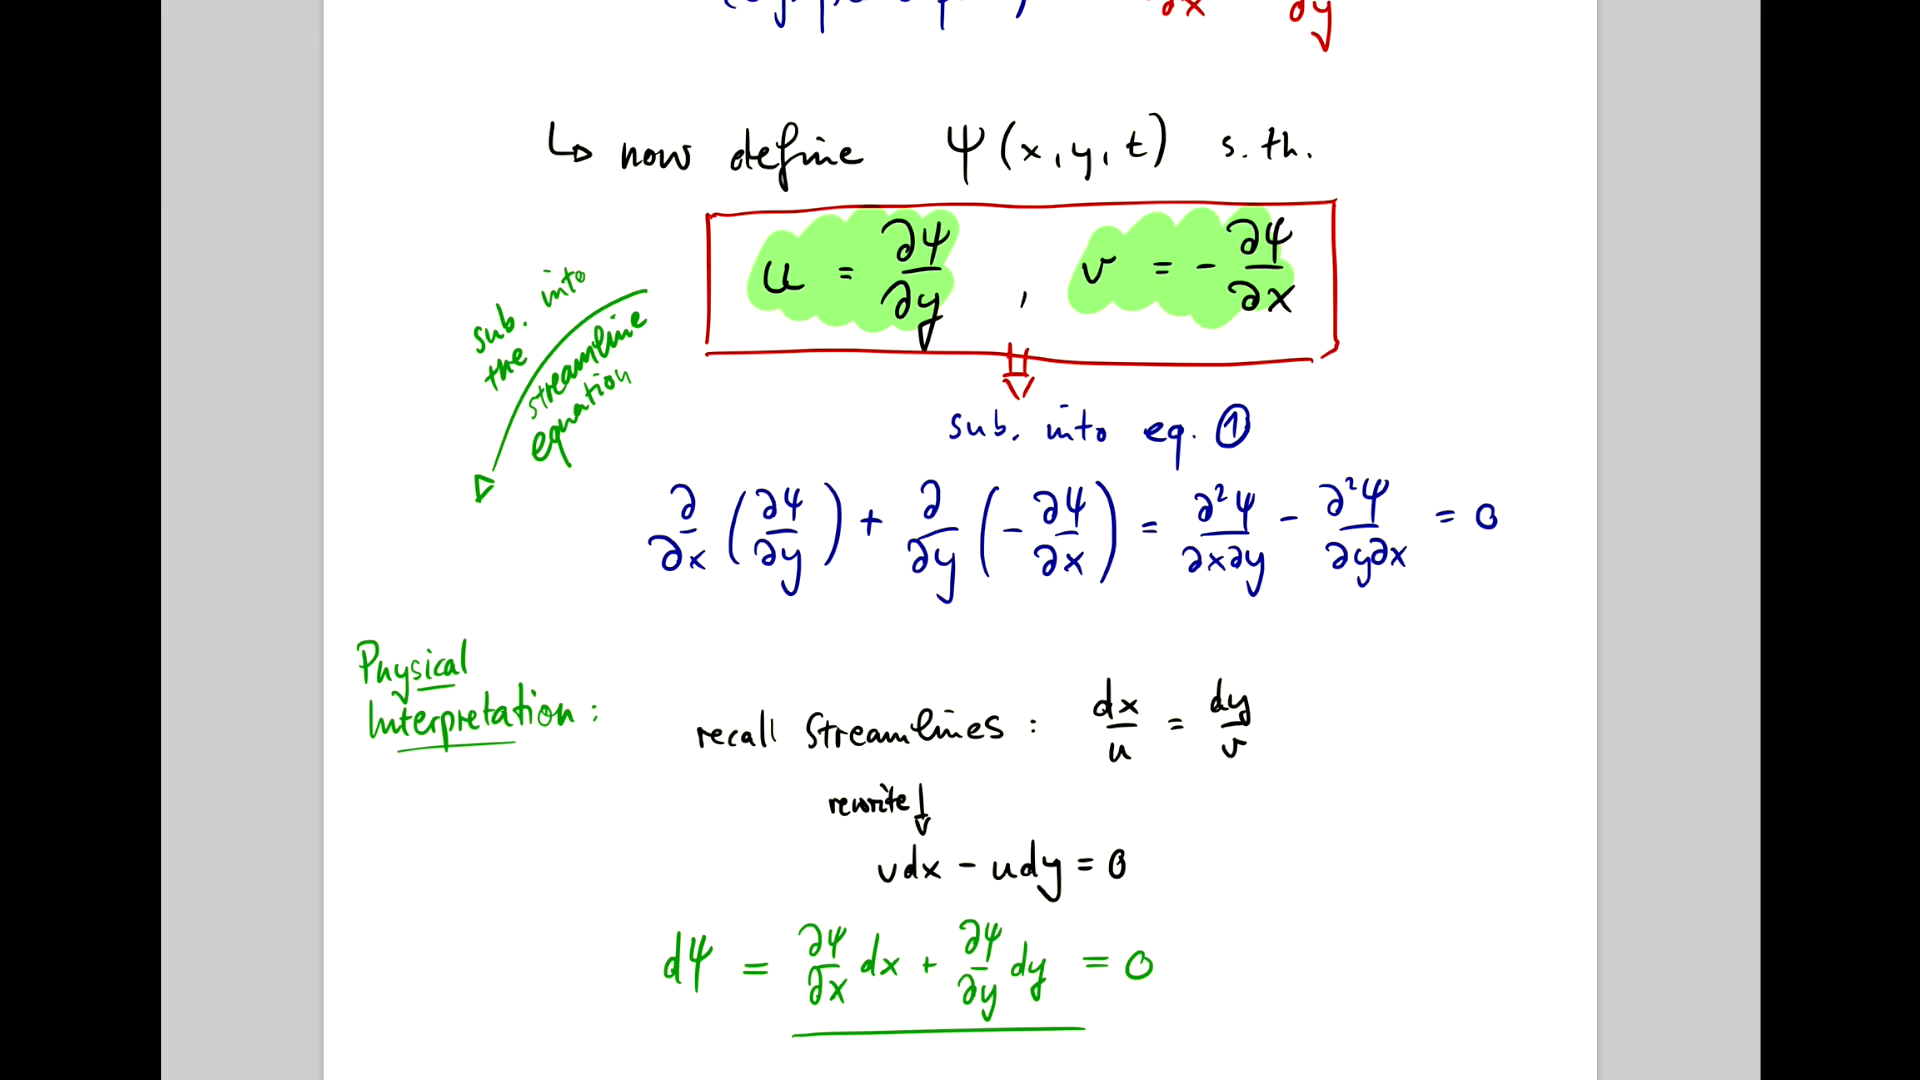 ∂x ∂y
↳ now define Ψ(x,y,t) s.th.
u = ∂Ψ/∂y , v = -∂Ψ/∂x
sub. into
the
streamline
equation
sub. into eq. ①
∂/∂x (∂Ψ/∂y) + ∂/∂y (-∂Ψ/∂x) = ∂²Ψ/∂x∂y - ∂²Ψ/∂y∂x = 0
Physical
Interpretation:
recall Streamlines: dx/u = dy/v
rewrite ↓
vdx - udy = 0
dΨ = ∂Ψ/∂x dx + ∂Ψ/∂y dy = 0